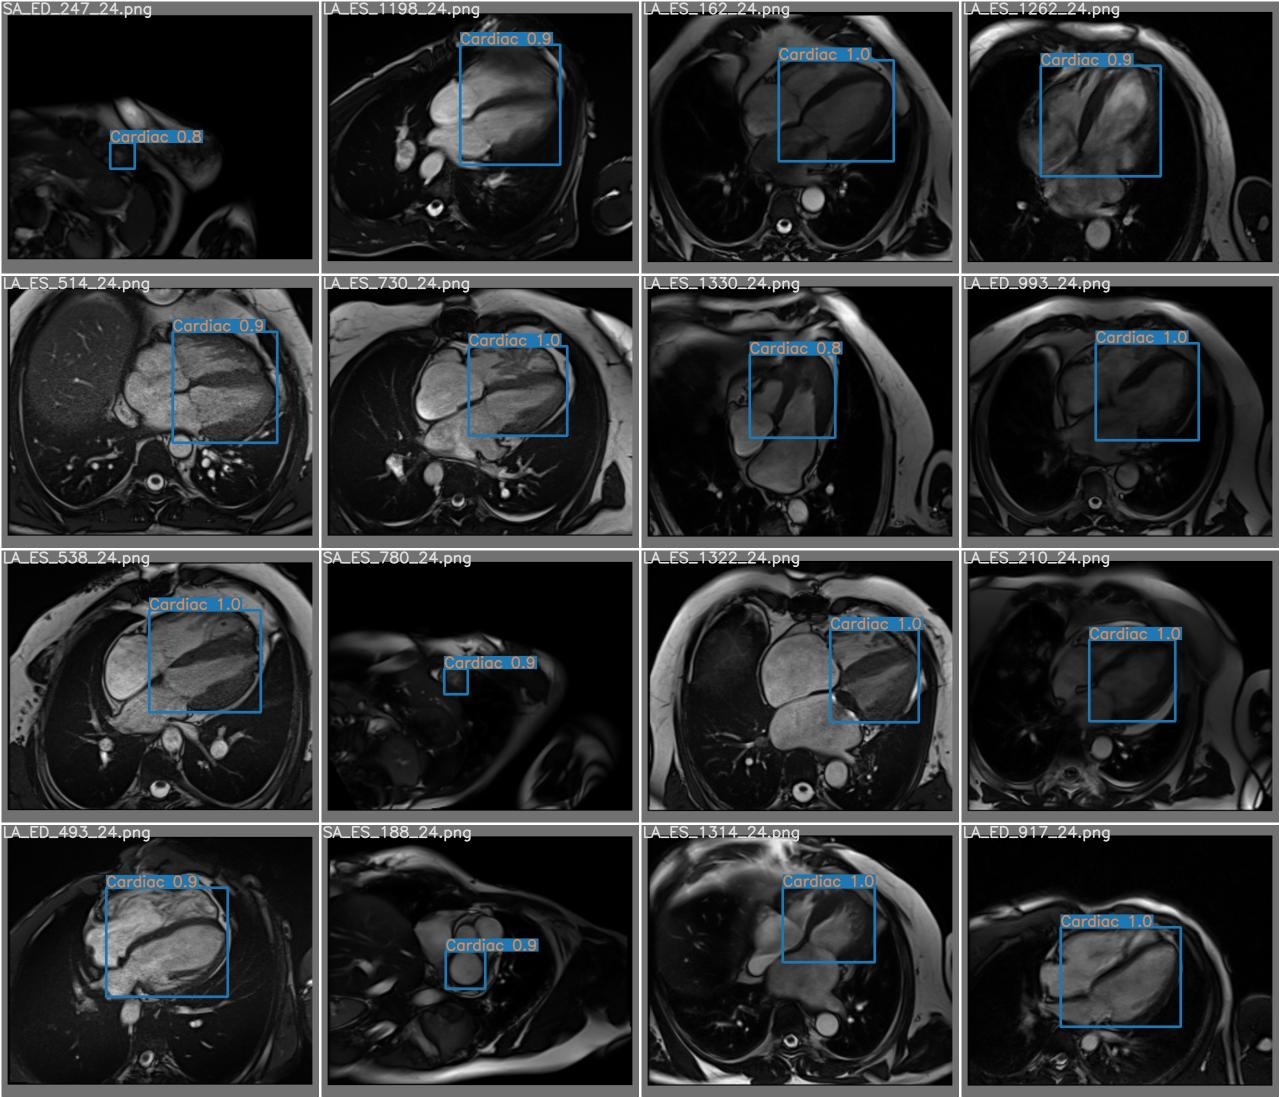 SA_ED_247_24.png
Cardiac 0.8
LA_ES_1198_24.png
Cardiac 0.9
LA_ES_162_24.png
Cardiac 1.0
LA_ES_1262_24.png
Cardiac 0.9
LA_ES_514_24.png
Cardiac 0.9
LA_ES_730_24.png
Cardiac 1.0
LA_ES_1330_24.png
Cardiac 0.8
LA_ED_993_24.png
Cardiac 1.0
LA_ES_538_24.png
Cardiac 1.0
SA_ES_780_24.png
Cardiac 0.9
LA_ES_1322_24.png
Cardiac 1.0
LA_ES_210_24.png
Cardiac 1.0
LA_ED_493_24.png
Cardiac 0.9
SA_ES_188_24.png
Cardiac 0.9
LA_ES_1314_24.png
Cardiac 1.0
LA_ED_917_24.png
Cardiac 1.0